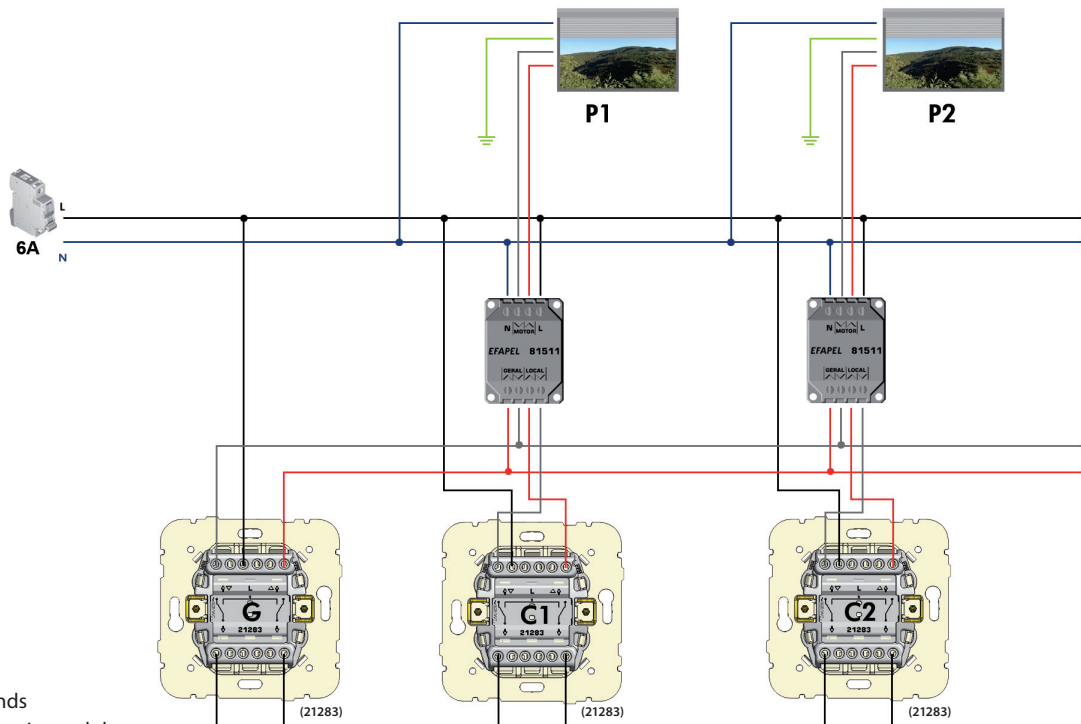 P1
P2
L
6A
N
N MOTOR L
EFAPEL 81511
GERAL LOCAL
N MOTOR L
EFAPEL 81511
GERAL LOCAL
L
G
21283
L
C1
21283
L
C2
21283
(21283)
(21283)
(21283)
nds